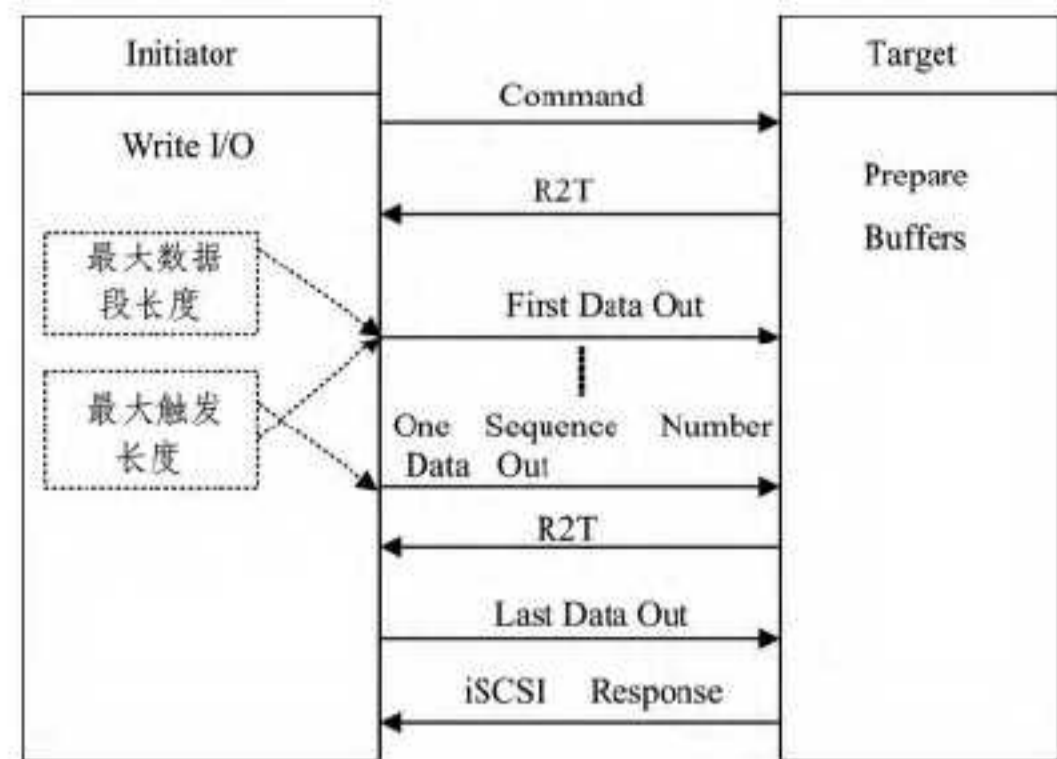 Initiator
Target
Write I/O
Command
Prepare
R2T
Buffers
最大数据
段长度
First Data Out
最大触发
长度
One Sequence Number
Data Out
R2T
Last Data Out
iSCSI Response